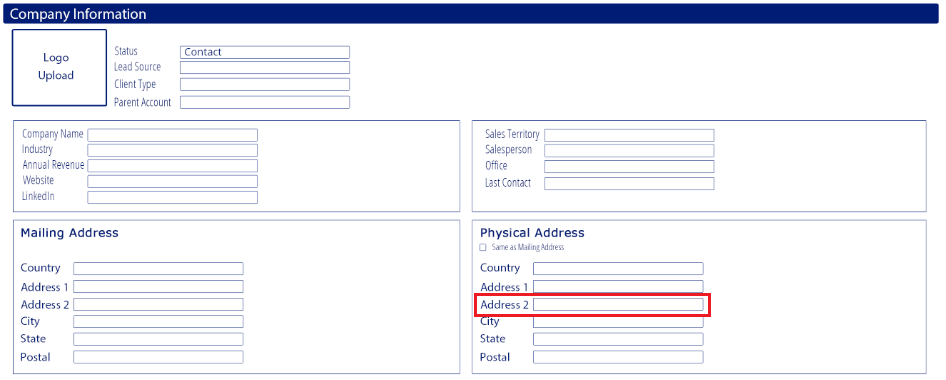 Company Information
Logo
Upload
Status Contact
Lead Source
Client Type
Parent Account
Company Name
Industry
Annual Revenue
Website
LinkedIn
Sales Territory
Salesperson
Office
Last Contact
Mailing Address
Country
Address 1
Address 2
City
State
Postal
Physical Address
Same as Mailing Address
Country
Address 1
Address 2
City
State
Postal